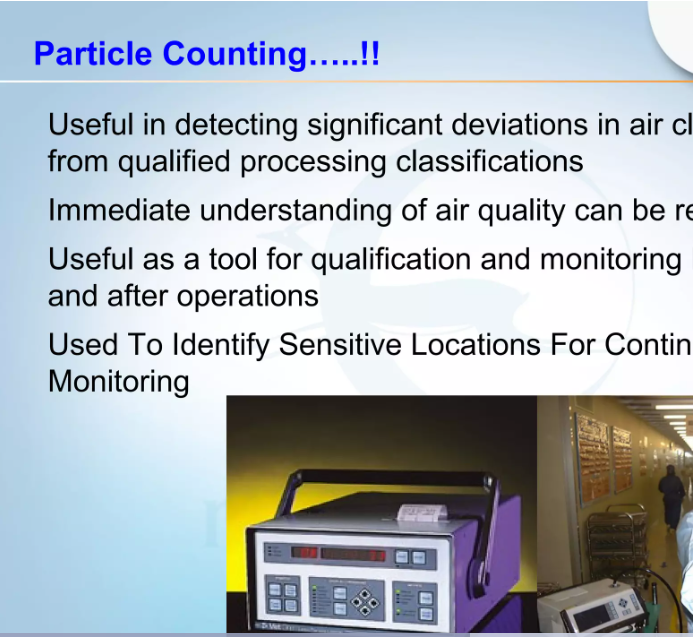 Particle Counting…..!!
Useful in detecting significant deviations in air cl
from qualified processing classifications
Immediate understanding of air quality can be re
Useful as a tool for qualification and monitoring
and after operations
Used To Identify Sensitive Locations For Contin
Monitoring